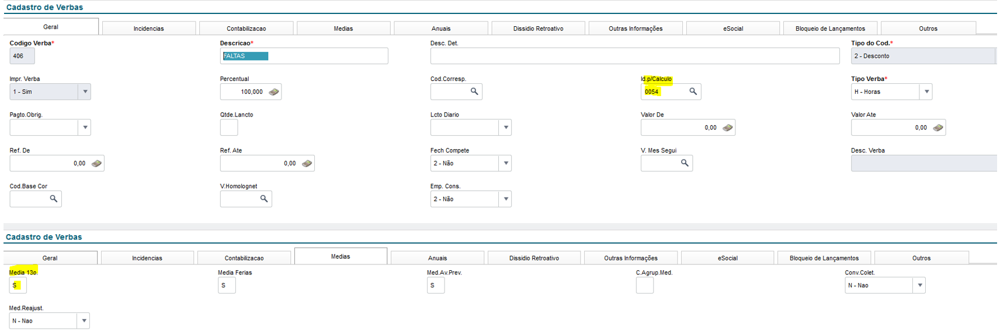 Cadastro de Verbas
Geral Incidencias Contabilizacao Medias Anuais Dissidio Retroativo Outras Informações eSocial Bloqueio de Lançamentos Outros
Codigo Verba* Descricao* Desc. Det. Tipo do Cod.*
406 FALTAS 2 - Desconto
Impr. Verba Percentual Cod.Corresp. Id.p/Calculo Tipo Verba*
1 - Sim 100,000 0054 H - Horas
Pagto.Obrig. Qtde.Lancto Lcto Diario Valor De Valor Ate
0,00 0,00
Ref. De Ref. Ate Fech Compete V. Mes Segui Desc. Verba
0,00 0,00 2 - Não
Cod.Base Cor V.Homolognet Emp. Cons.
2 - Não
Cadastro de Verbas
Geral Incidencias Contabilizacao Medias Anuais Dissidio Retroativo Outras Informações eSocial Bloqueio de Lançamentos Outros
Media 13o. Media Ferias Med.Av.Prev. C.Agrup.Med. Conv.Colet.
S S S N - Nao
Med.Reajust.
N - Nao